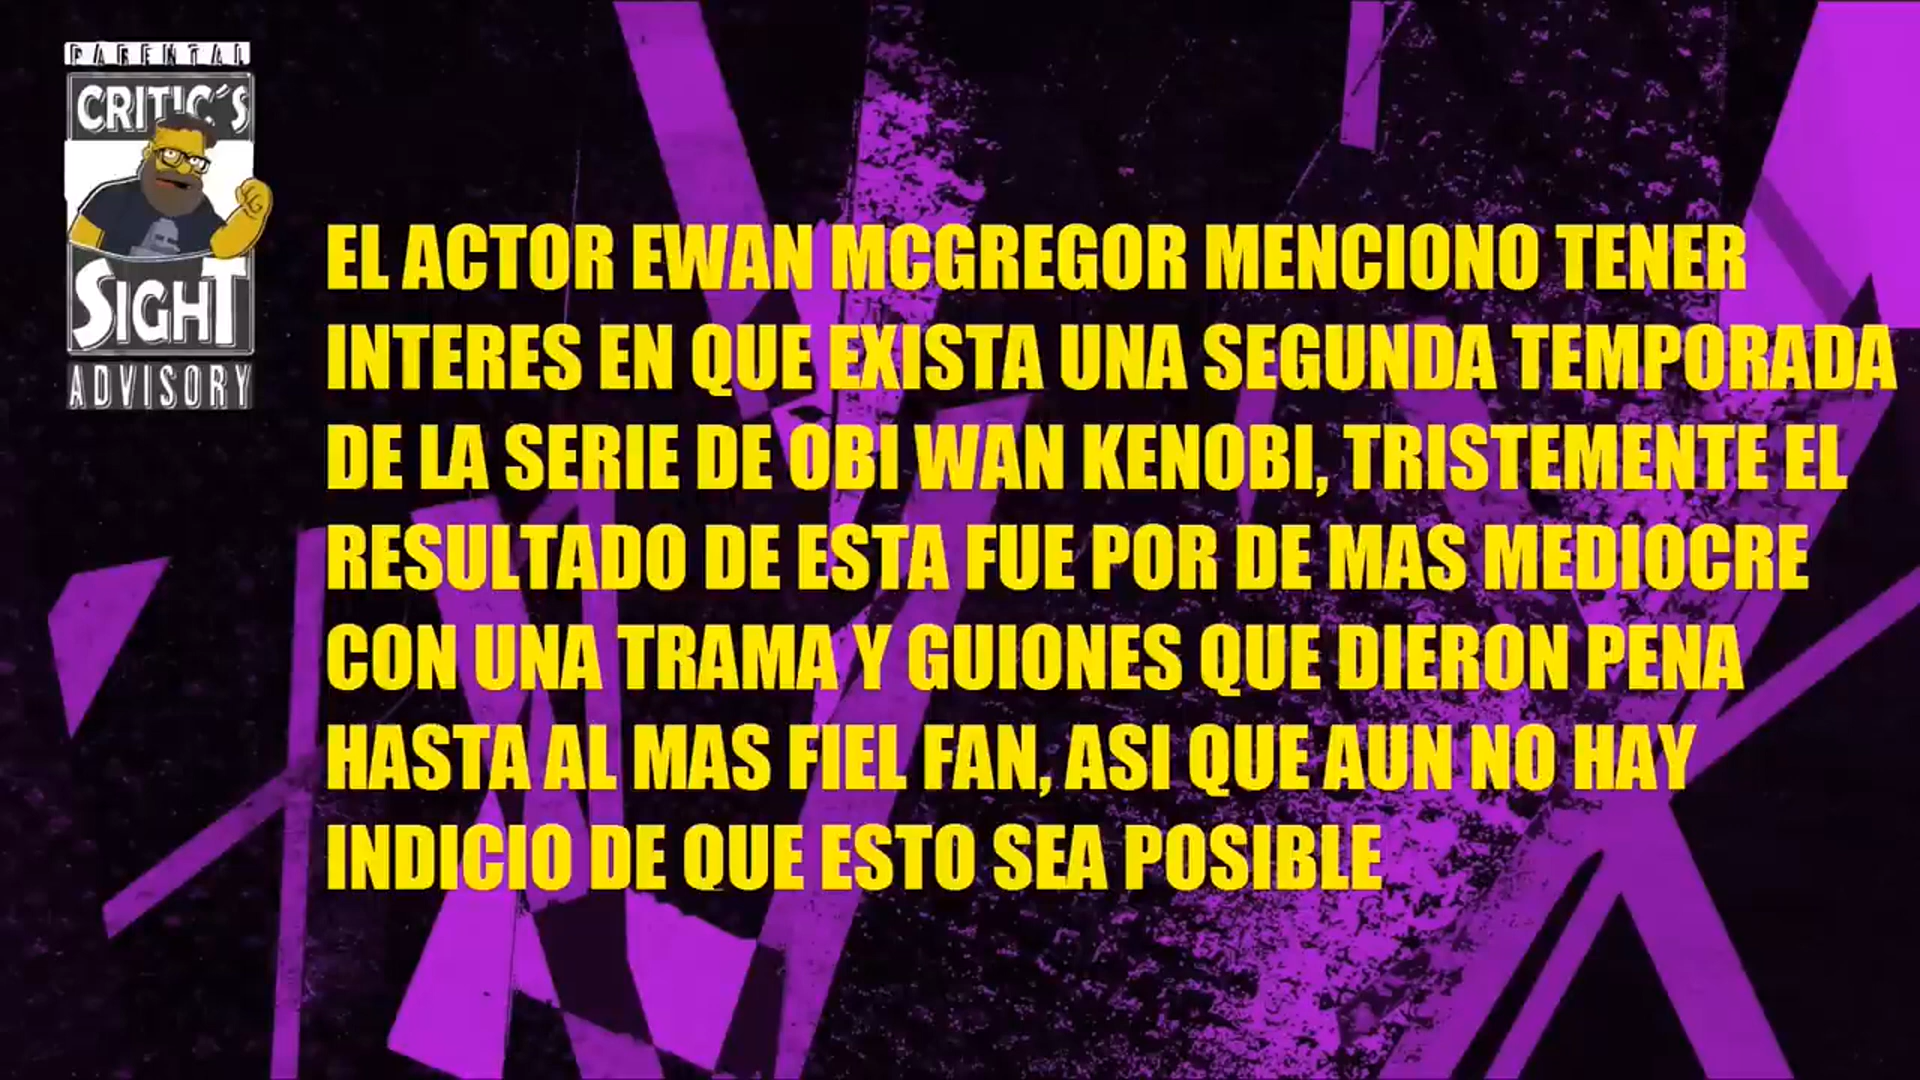 PARENTAL
CRITIC´S
SIGHT
ADVISORY
EL ACTOR EWAN MCGREGOR MENCIONO TENER
INTERES EN QUE EXISTA UNA SEGUNDA TEMPORADA
DE LA SERIE DE OBI WAN KENOBI, TRISTEMENTE EL
RESULTADO DE ESTA FUE POR DE MAS MEDIOCRE
CON UNA TRAMA Y GUIONES QUE DIERON PENA
HASTA AL MAS FIEL FAN, ASI QUE AUN NO HAY
INDICIO DE QUE ESTO SEA POSIBLE